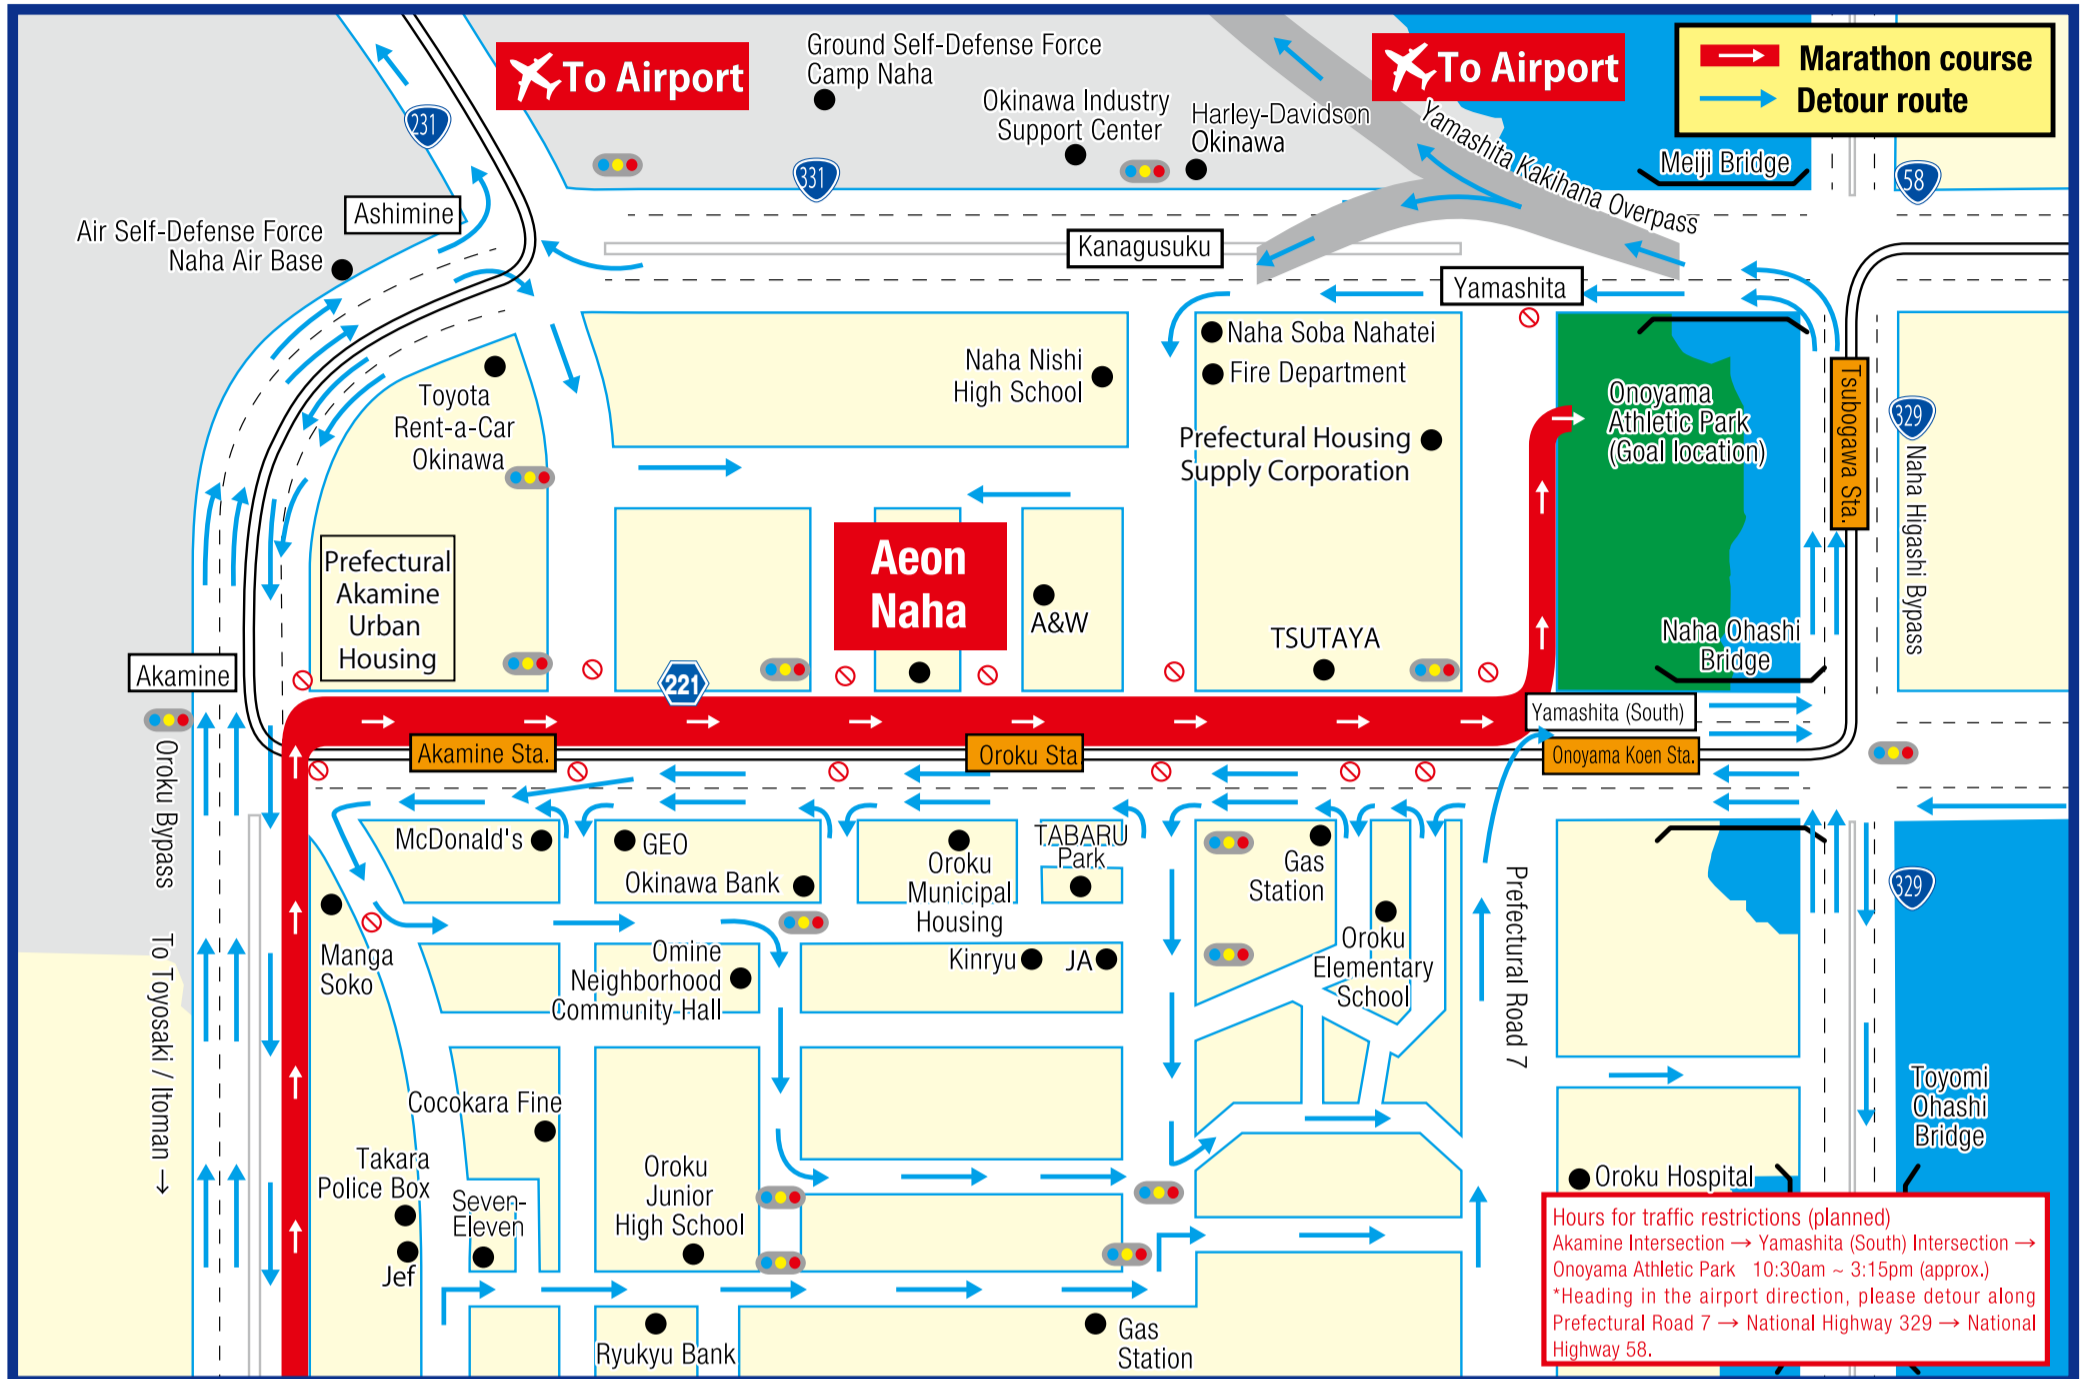 To Airport
Ground Self-Defense Force
Camp Naha
Okinawa Industry
Support Center
Harley-Davidson
Okinawa
To Airport
Marathon course
Detour route
231
331
Yamashita Kakihana Overpass
Meiji Bridge
58
Ashimine
Air Self-Defense Force
Naha Air Base
Kanagusuku
Yamashita
Toyota
Rent-a-Car
Okinawa
Naha Nishi
High School
Naha Soba Nahatei
Fire Department
Prefectural Housing
Supply Corporation
Onoyama
Athletic Park
(Goal location)
Tsubogawa Sta.
329
Naha Higashi Bypass
Prefectural
Akamine
Urban
Housing
Aeon
Naha
A&W
TSUTAYA
Naha Ohashi
Bridge
Akamine
221
Yamashita (South)
Akamine Sta.
Oroku Sta
Onoyama Koen Sta.
Oroku Bypass
To Toyosaki / Itoman →
McDonald's
GEO
Okinawa Bank
Oroku
Municipal
Housing
TABARU
Park
Gas
Station
Oroku
Elementary
School
Prefectural Road 7
329
Manga
Soko
Omine
Neighborhood
Community Hall
Kinryu
JA
Cocokara Fine
Takara
Police Box
Seven-
Eleven
Jef
Oroku
Junior
High School
Toyomi
Ohashi
Bridge
Oroku Hospital
Ryukyu Bank
Gas
Station
Hours for traffic restrictions (planned)
Akamine Intersection → Yamashita (South) Intersection →
Onoyama Athletic Park 10:30am ~ 3:15pm (approx.)
*Heading in the airport direction, please detour along
Prefectural Road 7 → National Highway 329 → National
Highway 58.